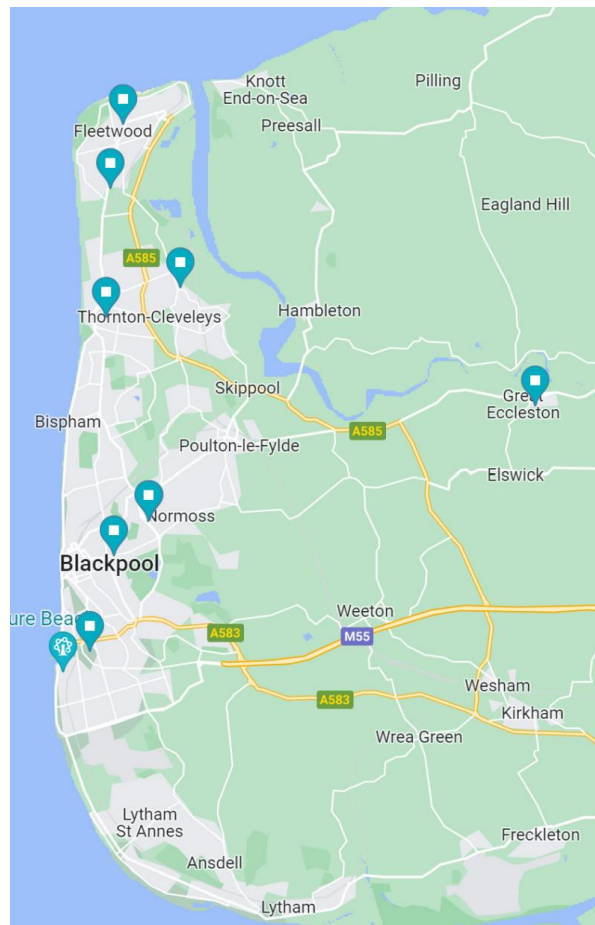 Knott
End-on-Sea
Pilling
Fleetwood
Preesall
Eagland Hill
A585
Thornton-Cleveleys
Hambleton
Skippool
Great
Eccleston
Bispham
A585
Poulton-le-Fylde
Elswick
Normoss
Blackpool
ure Bea
Weeton
A583
M55
Wesham
A583
Kirkham
Wrea Green
Lytham
St Annes
Freckleton
Ansdell
Lytham